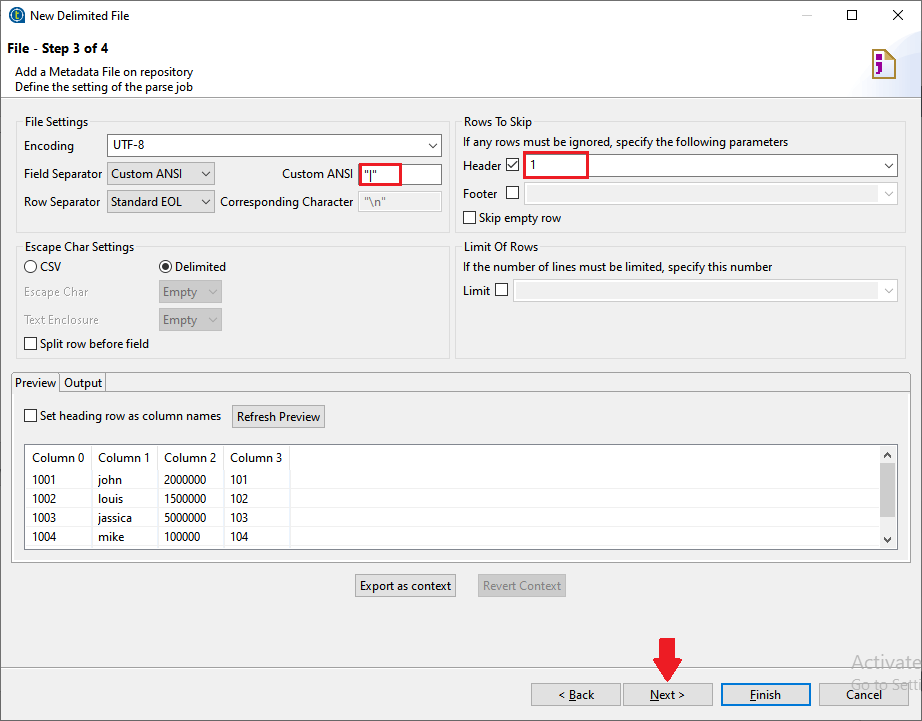 New Delimited File
File - Step 3 of 4
Add a Metadata File on repository
Define the setting of the parse job
File Settings
Encoding UTF-8
Field Separator Custom ANSI Custom ANSI "|"
Row Separator Standard EOL Corresponding Character "\n"
Rows To Skip
If any rows must be ignored, specify the following parameters
Header 1
Footer
Skip empty row
Escape Char Settings
CSV Delimited
Escape Char Empty
Text Enclosure Empty
Split row before field
Limit Of Rows
If the number of lines must be limited, specify this number
Limit
Preview Output
Set heading row as column names Refresh Preview
Column 0 Column 1 Column 2 Column 3
1001 john 2000000 101
1002 louis 1500000 102
1003 jassica 5000000 103
1004 mike 100000 104
Export as context Revert Context
Activate
Go to Setti
< Back Next > Finish Cancel